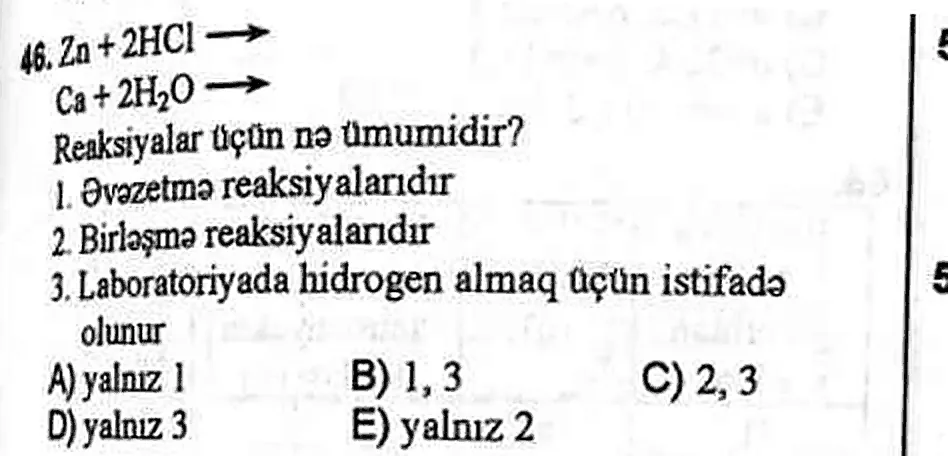 46. Zn + 2HCl →
Ca + 2H₂O →
Reaksiyalar üçün nə ümumidir?
1. Əvəzetmə reaksiyalarıdır
2. Birləşmə reaksiyalarıdır
3. Laboratoriyada hidrogen almaq üçün istifadə
olunur
A) yalnız 1 B) 1, 3 C) 2, 3
D) yalnız 3 E) yalnız 2